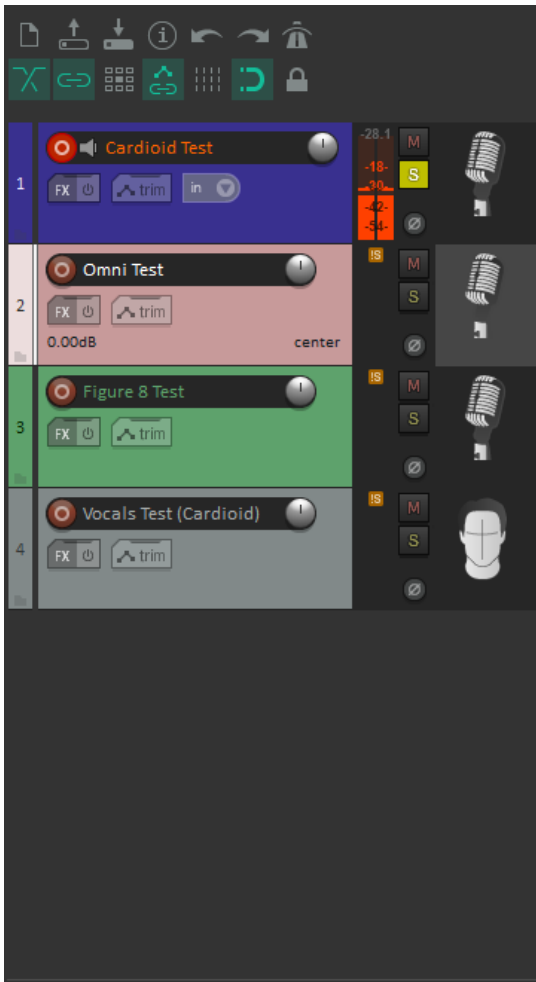 -28.1 M
Cardioid Test
-18-
1 S
-30-
FX trim in
-42-
-54-
!S M
Omni Test
2 S
FX trim
0.00dB center
!S M
Figure 8 Test
3 S
FX trim
!S M
Vocals Test (Cardioid)
4 S
FX trim